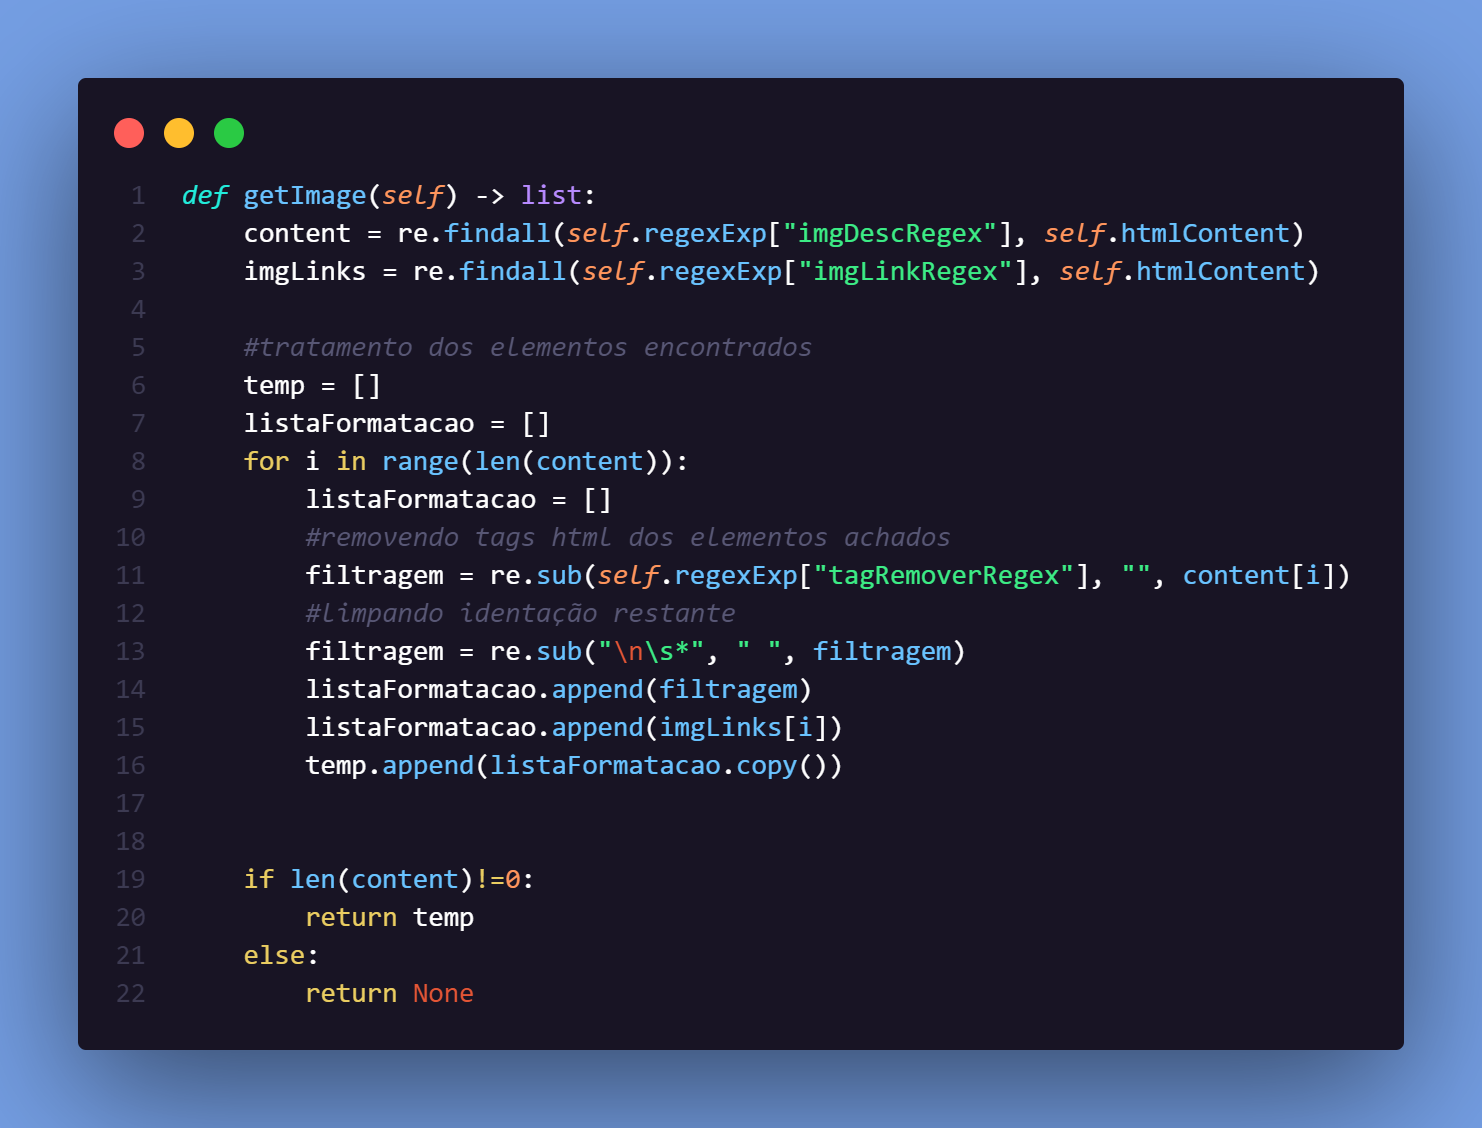 1 def getImage(self) -> list:
2     content = re.findall(self.regexExp["imgDescRegex"], self.htmlContent)
3     imgLinks = re.findall(self.regexExp["imgLinkRegex"], self.htmlContent)
4
5     #tratamento dos elementos encontrados
6     temp = []
7     listaFormatacao = []
8     for i in range(len(content)):
9         listaFormatacao = []
10         #removendo tags html dos elementos achados
11         filtragem = re.sub(self.regexExp["tagRemoverRegex"], "", content[i])
12         #limpando identação restante
13         filtragem = re.sub("\n\s*", " ", filtragem)
14         listaFormatacao.append(filtragem)
15         listaFormatacao.append(imgLinks[i])
16         temp.append(listaFormatacao.copy())
17
18
19     if len(content)!=0:
20         return temp
21     else:
22         return None